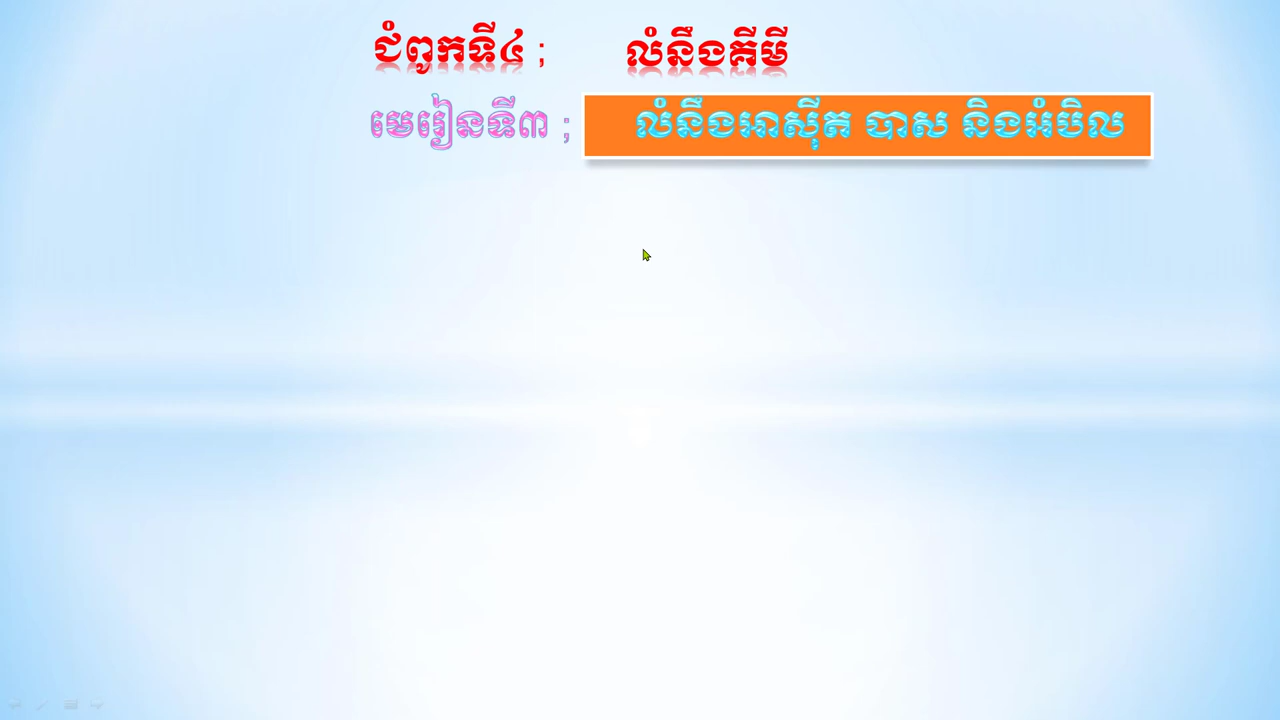 ជំពូកទី៤ ; លំនឹងគីមី
មេរៀនទី៣ ; លំនឹងអាស៊ីត បាស និងអំបិល